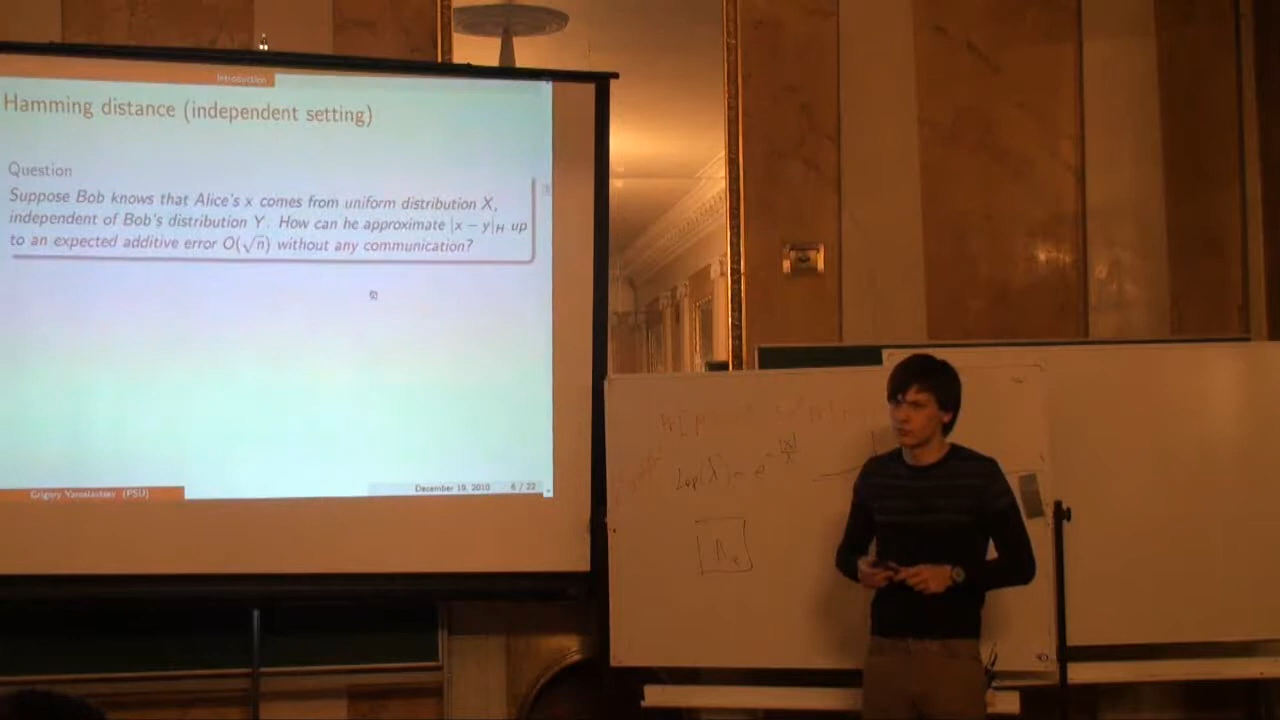 Introduction
Hamming distance (independent setting)
Question
Suppose Bob knows that Alice's x comes from uniform distribution X,
independent of Bob's distribution Y. How can he approximate |x − y|_H up
to an expected additive error O(√n) without any communication?
Grigory Yaroslavtsev (PSU)
December 19, 2010 6 / 22
Lap(λ) ~ e^{-|x|/λ}